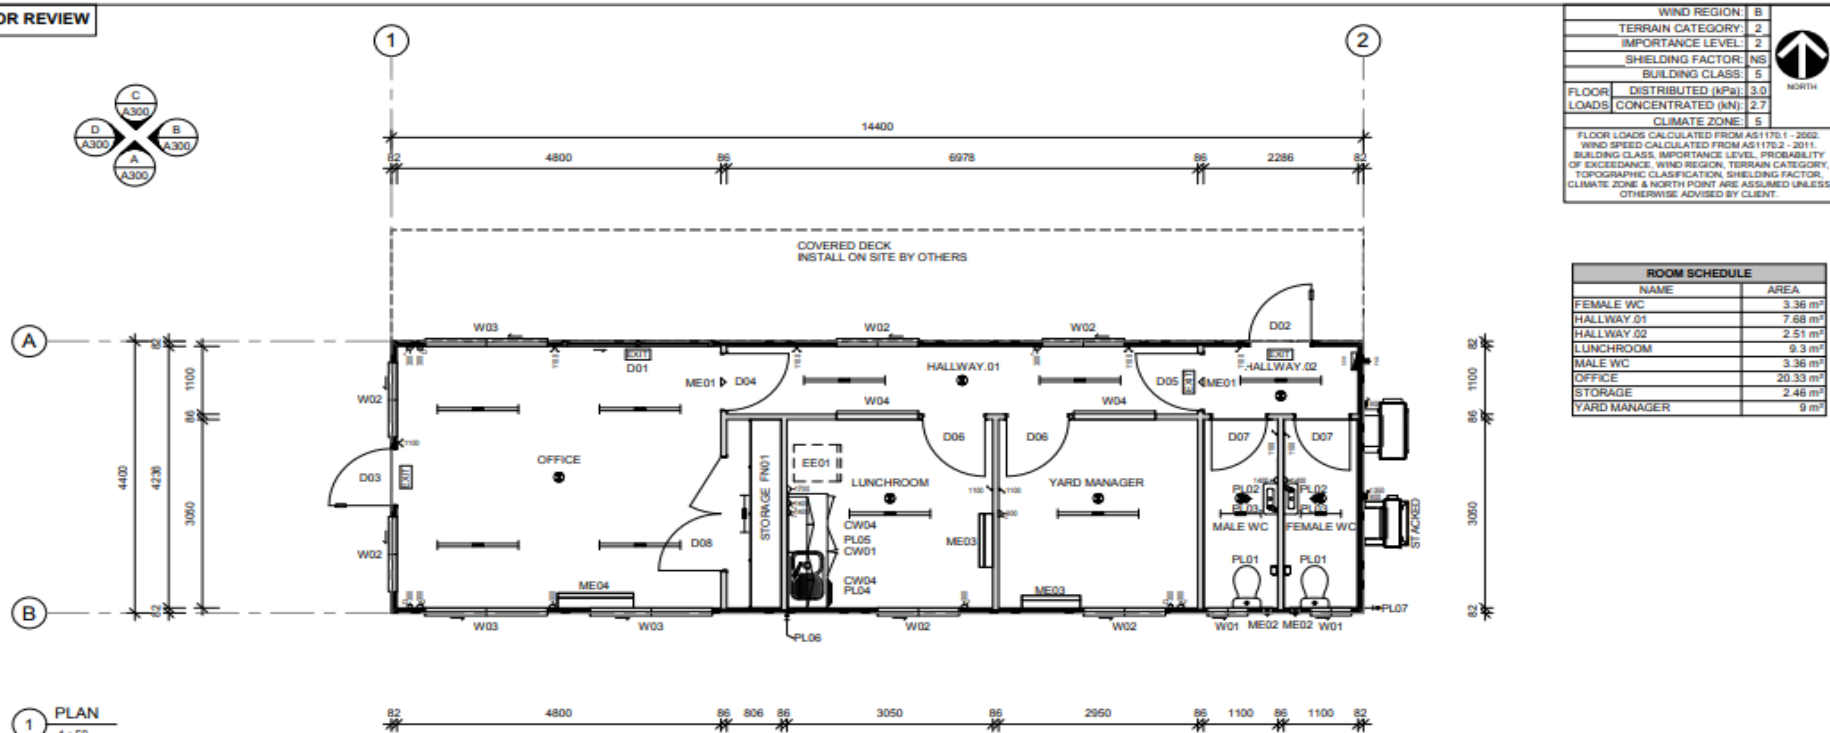 OR REVIEW
1
2
C
A300
D
A300
B
A300
A
A300
WIND REGION: B
TERRAIN CATEGORY: 2
IMPORTANCE LEVEL: 2
SHIELDING FACTOR: NS
BUILDING CLASS: 5
FLOOR LOADS
DISTRIBUTED (kPa): 3.0
CONCENTRATED (kN): 2.7
CLIMATE ZONE: 5
NORTH
FLOOR LOADS CALCULATED FROM AS1170.1 - 2002.
WIND SPEED CALCULATED FROM AS1170.2 - 2011.
BUILDING CLASS, IMPORTANCE LEVEL, PROBABILITY
OF EXCEEDANCE, WIND REGION, TERRAIN CATEGORY,
TOPOGRAPHIC CLASIFICATION, SHIELDING FACTOR,
CLIMATE ZONE & NORTH POINT ARE ASSUMED UNLESS
OTHERWISE ADVISED BY CLIENT.
14400
82 4800 86 6978 86 2286 82
COVERED DECK
INSTALL ON SITE BY OTHERS
ROOM SCHEDULE
NAME AREA
FEMALE WC 3.36 m²
HALLWAY.01 7.68 m²
HALLWAY.02 2.51 m²
LUNCHROOM 9.3 m²
MALE WC 3.36 m²
OFFICE 20.33 m²
STORAGE 2.46 m²
YARD MANAGER 9 m²
A
B
W03 W02 W02 D02
EXIT
D01
ME01 D04
HALLWAY.01
D05 EXIT ME01
EXIT
HALLWAY.02
W02
W04 W04
1100
D03 EXIT
OFFICE
D06 D06 D07 D07
EE01
STORAGE FN01
LUNCHROOM
YARD MANAGER
1700
1100 1100
PL02 PL02
PL03 PL03
MALE WC FEMALE WC
CW04
PL05
CW01
ME03
W02
D08
STACKED
CW04
PL04
PL01 PL01
ME04
ME03
PL07
W03 W03 W02 W02 W01 ME02 ME02 W01
PL06
4400
82
4236
82
1100
86
3050
82
1100
86
3050
82
1 PLAN
82 4800 86 806 86 3050 86 2950 86 1100 86 1100 82